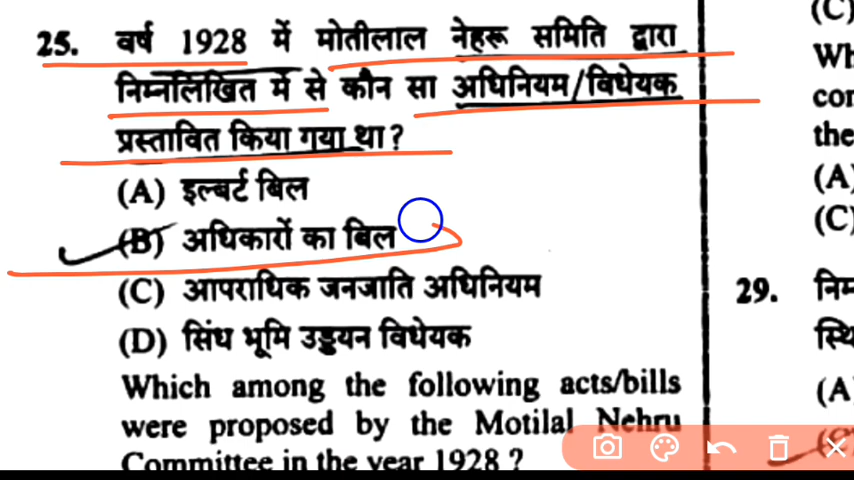 25. वर्ष 1928 में मोतीलाल नेहरू समिति द्वारा
निम्नलिखित में से कौन सा अधिनियम/विधेयक
प्रस्तावित किया गया था?
(A) इल्बर्ट बिल
(B) अधिकारों का बिल
(C) आपराधिक जनजाति अधिनियम
(D) सिंध भूमि उड्डयन विधेयक
Which among the following acts/bills
were proposed by the Motilal Nehru
Committee in the year 1928 ?
(C)
the
(A)
(C)
29.
(A
(C